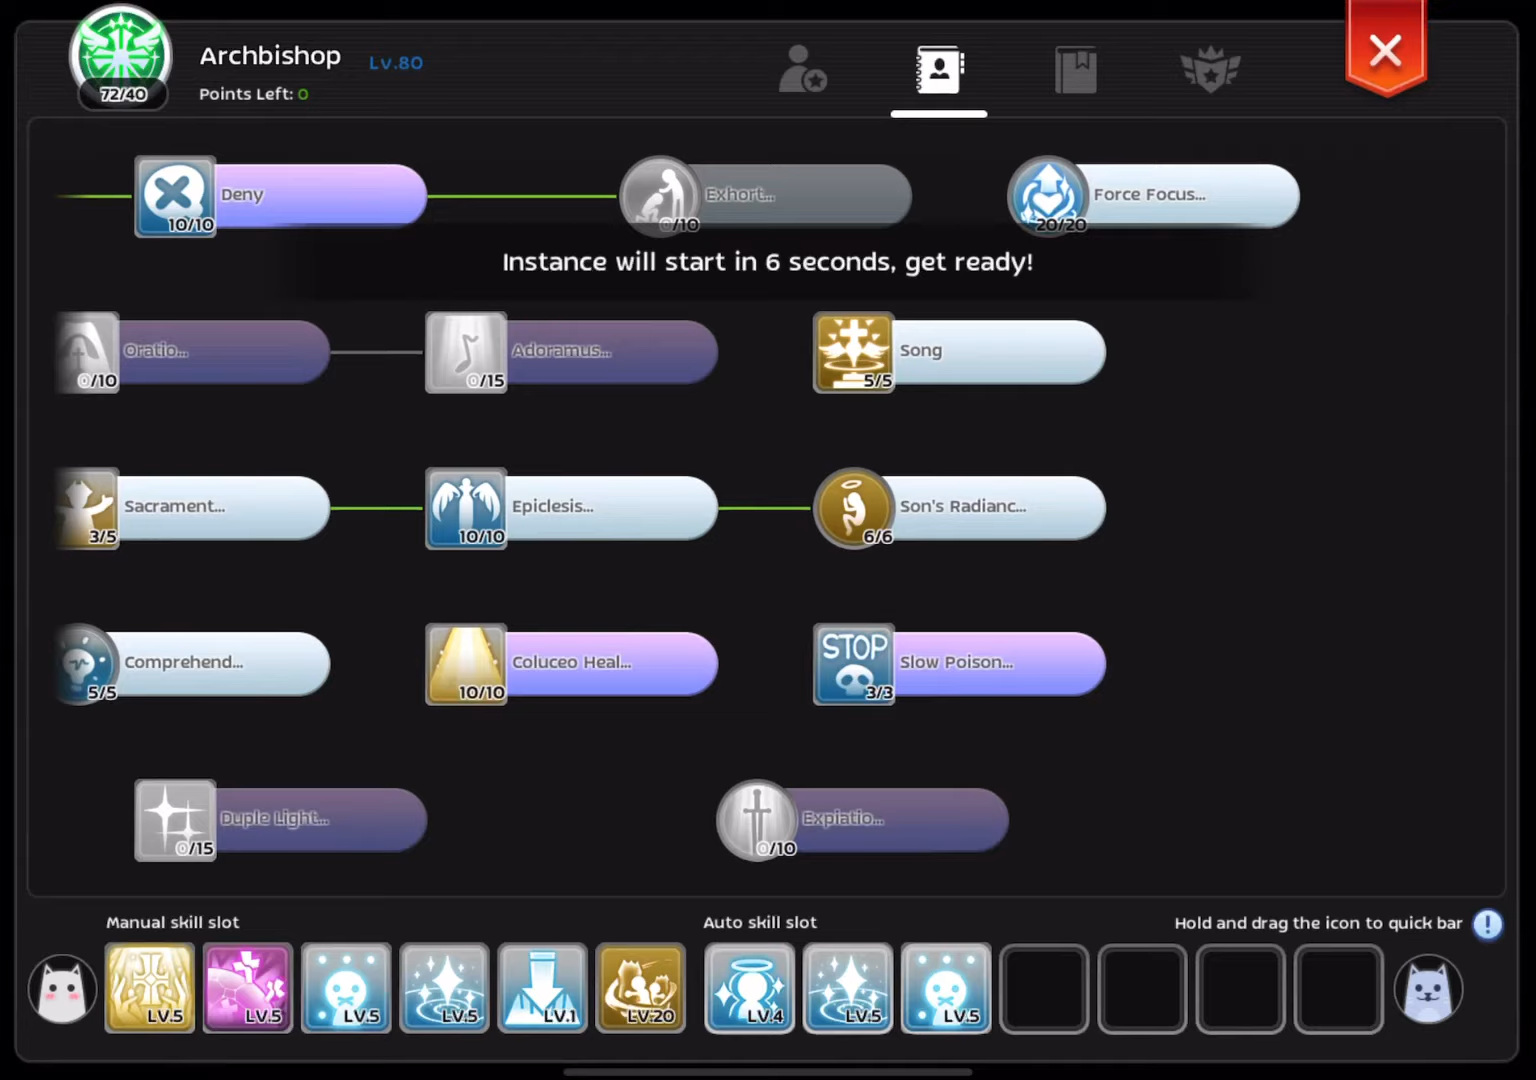 Archbishop Lv.80
72/40
Points Left: 0
Deny
10/10
Exhort...
0/10
Force Focus...
20/20
Instance will start in 6 seconds, get ready!
Oratio...
0/10
Adoramus...
0/15
Song
5/5
Sacrament...
3/5
Epiclesis...
10/10
Son's Radianc...
6/6
Comprehend...
5/5
Coluceo Heal...
10/10
STOP
Slow Poison...
3/3
Duple Light...
0/15
Expiatio...
0/10
Manual skill slot
Auto skill slot
Hold and drag the icon to quick bar !
LV.5 LV.5 LV.5 LV.5 LV.1 LV.20 LV.4 LV.5 LV.5